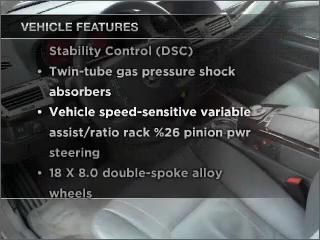 VEHICLE FEATURES
Stability Control (DSC)
• Twin-tube gas pressure shock
absorbers
• Vehicle speed-sensitive variable
assist/ratio rack %26 pinion pwr
steering
• 18 X 8.0 double-spoke alloy
wheels